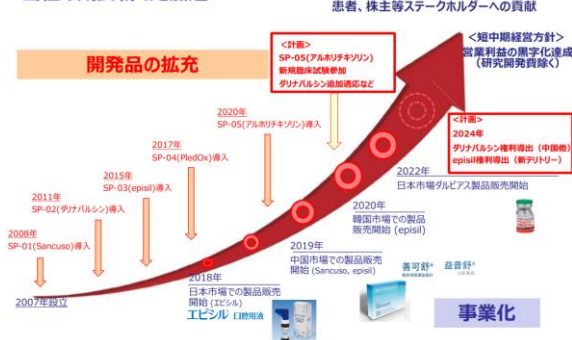 患者、株主等ステークホルダーへの貢献
<計画>
SP-05(アルホリチキソリン)
新規臨床試験参加
ダリナパルシン追加適応など
<短中期経営方針>
営業利益の黒字化達成
(研究開発費除く)
開発品の拡充
2020年
SP-05(アルホリチキソリン)導入
<計画>
2024年
ダリナパルシン権利導出（中国他）
episil権利導出（新テリトリー）
2017年
SP-04(PledOx)導入
2015年
SP-03(episil)導入
2011年
SP-02(ダリナパルシン)導入
2008年
SP-01(Sancuso)導入
2022年
日本市場ダルビアス製品販売開始
2020年
韓国市場での製品
販売開始 (episil)
2019年
中国市場での製品販売
開始 (Sancuso, episil)
2018年
日本市場での製品販売
開始 (エピシル)
エピシル 口腔用液
2007年設立
善可舒®
益普舒®
事業化